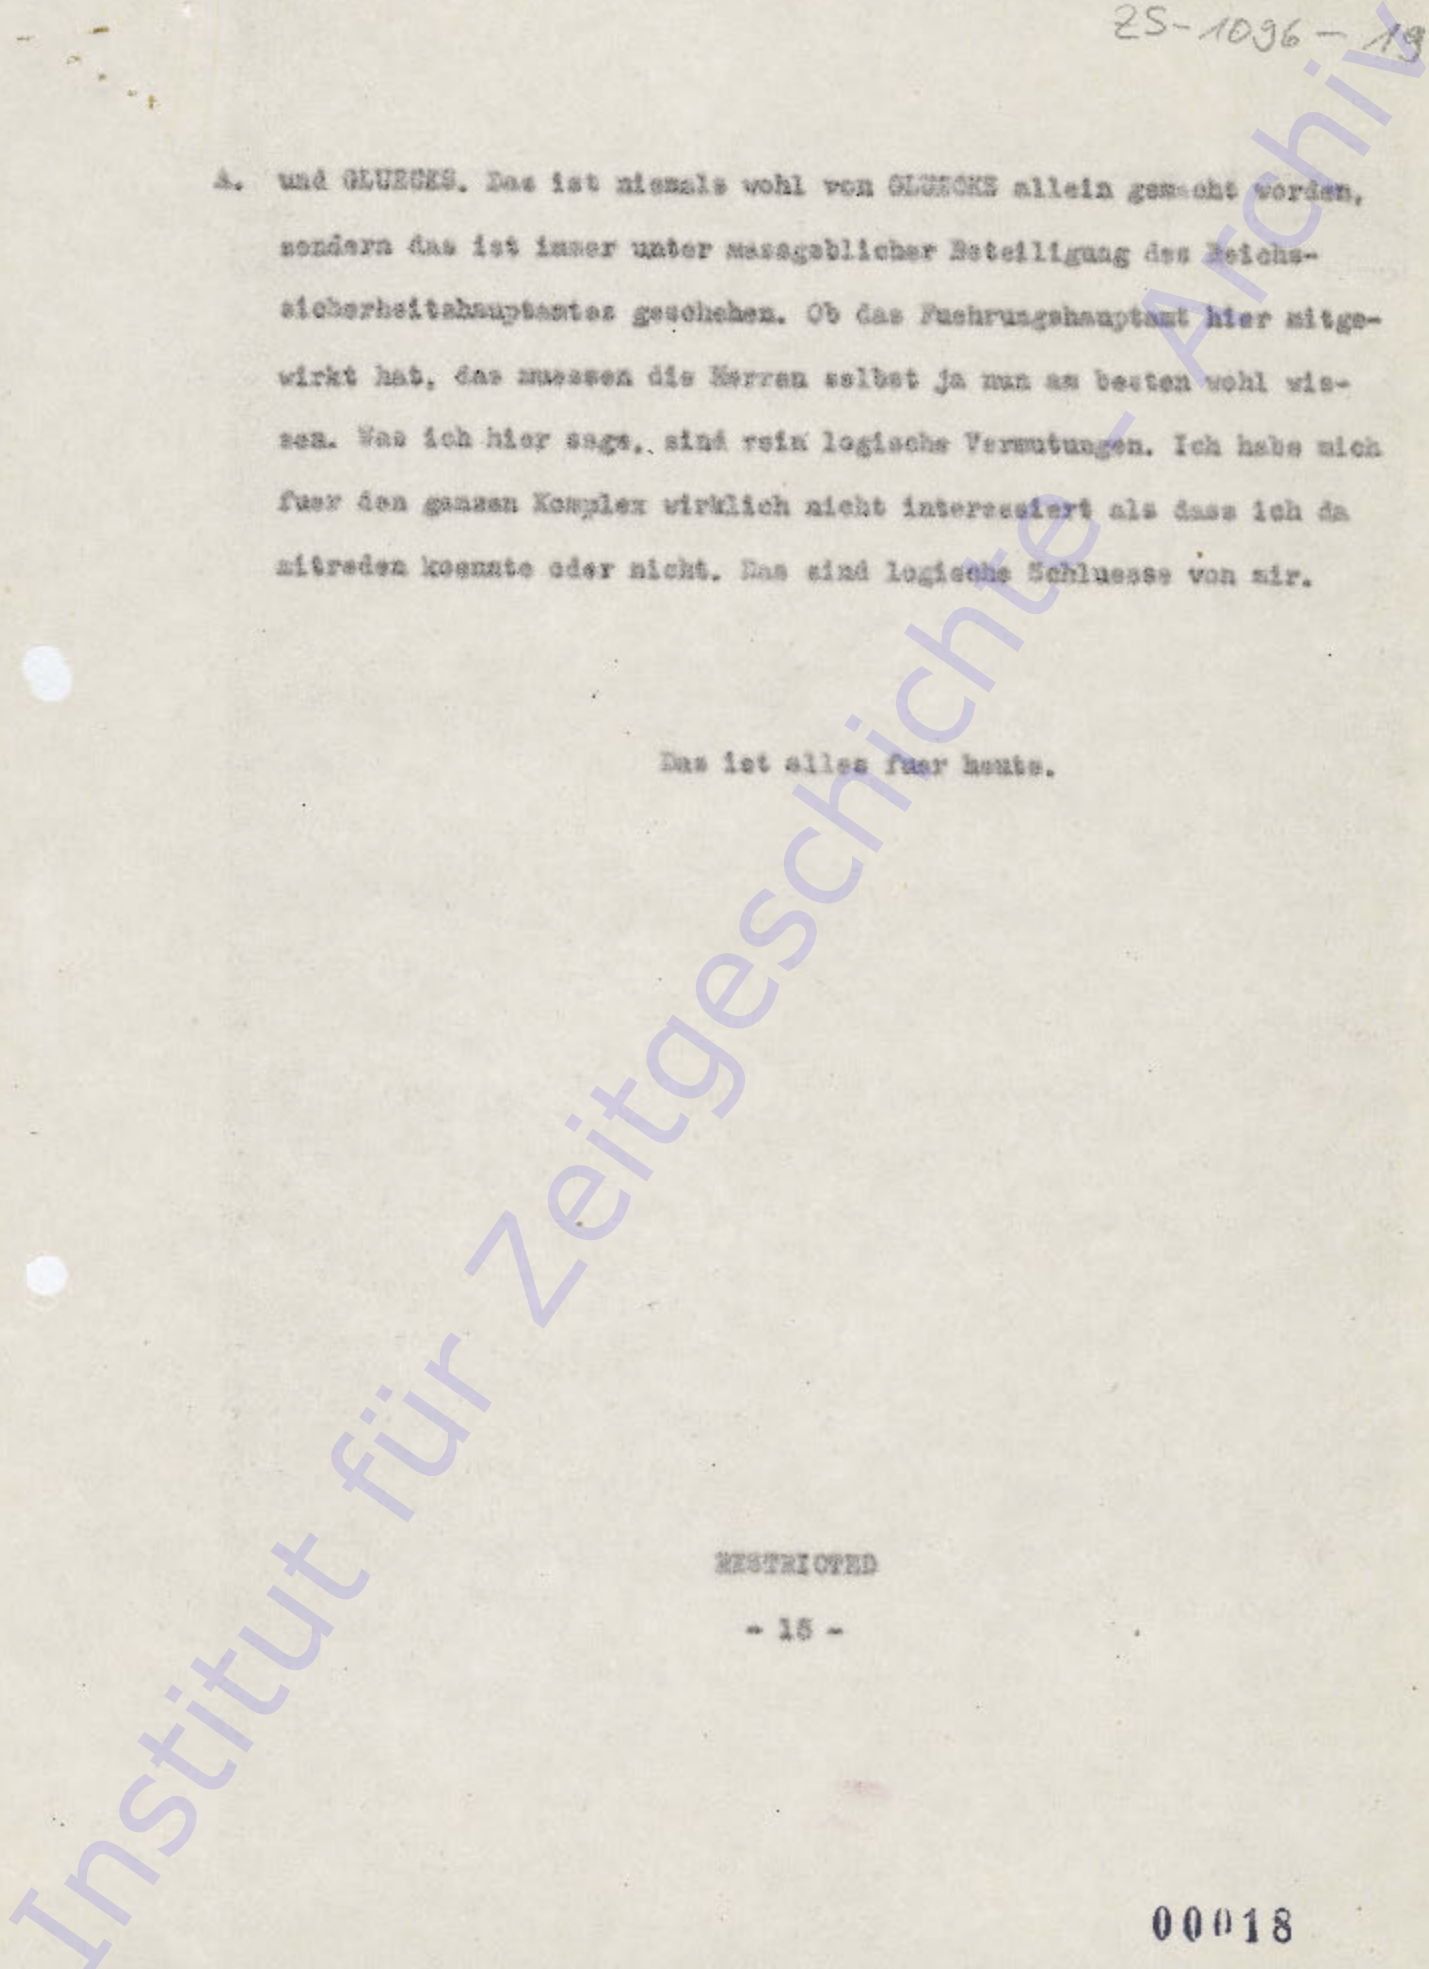 ZS-1096-19
A. und GLUECKS. Das ist niemals wohl von GLUECKS allein gemacht worden,
sondern das ist immer unter massgeblicher Beteiligung des Reichs-
sicherheitshauptamtes geschehen. Ob das Fuehrungshauptamt hier mitge-
wirkt hat, das muessen die Herren selbst ja nun am besten wohl wis-
sen. Was ich hier sage, sind rein logische Vermutungen. Ich habe mich
fuer den ganzen Komplex wirklich nicht interessiert als dass ich da
mitreden koennte oder nicht. Das sind logische Schluesse von mir.
Das ist alles fuer heute.
RESTRICTED
- 15 -
00018
Institut für Zeitgeschichte - Archiv